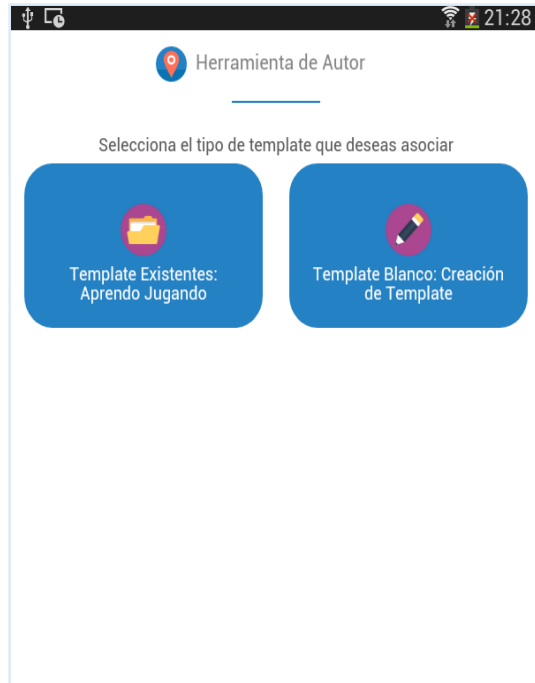 21:28
Herramienta de Autor
Selecciona el tipo de template que deseas asociar
Template Existentes:
Aprendo Jugando
Template Blanco: Creación
de Template